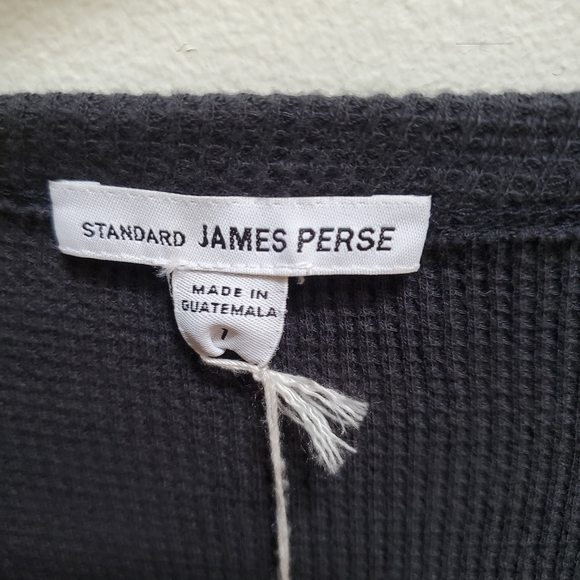 STANDARD JAMES PERSE
MADE IN
GUATEMALA
1